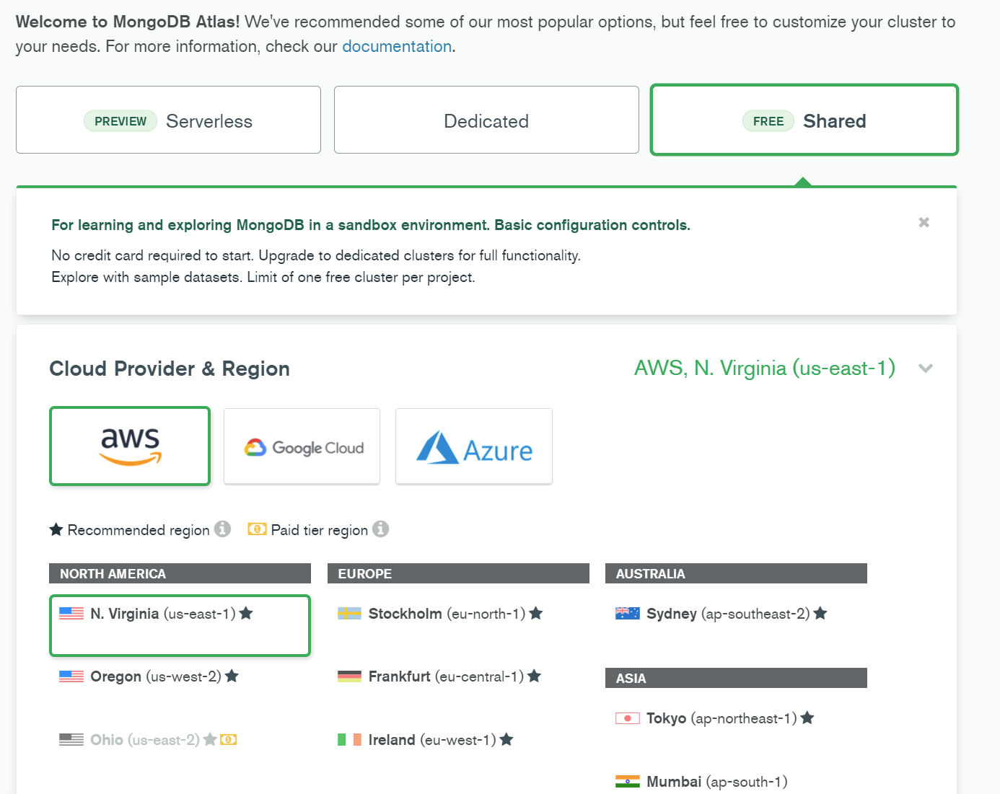 Welcome to MongoDB Atlas! We've recommended some of our most popular options, but feel free to customize your cluster to
your needs. For more information, check our documentation.
PREVIEW Serverless
Dedicated
FREE Shared
For learning and exploring MongoDB in a sandbox environment. Basic configuration controls.
No credit card required to start. Upgrade to dedicated clusters for full functionality.
Explore with sample datasets. Limit of one free cluster per project.
Cloud Provider & Region
AWS, N. Virginia (us-east-1)
aws
Google Cloud
Azure
Recommended region
Paid tier region
NORTH AMERICA
N. Virginia (us-east-1)
Oregon (us-west-2)
Ohio (us-east-2)
EUROPE
Stockholm (eu-north-1)
Frankfurt (eu-central-1)
Ireland (eu-west-1)
AUSTRALIA
Sydney (ap-southeast-2)
ASIA
Tokyo (ap-northeast-1)
Mumbai (ap-south-1)